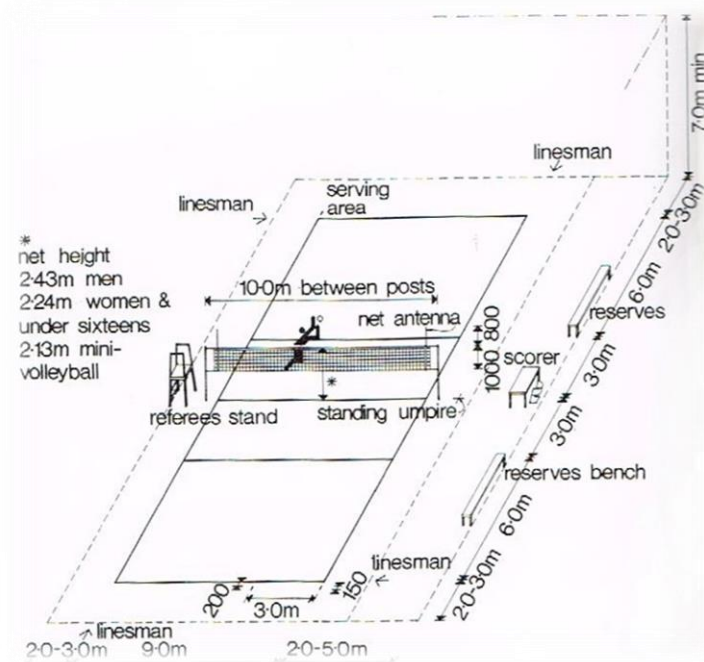 7·0m min
linesman
linesman
serving
area
2·0-3·0m
*
net height
2·43m men
2·24m women &
under sixteens
2·13m mini-
volleyball
10·0m between posts
6·0m
reserves
net antenna
800
1000
scorer
3·0m
*
referees stand
standing umpire
*
3·0m
reserves bench
6·0m
linesman
200
3·0m
150
2·0-3·0m
linesman
2·0-3·0m
9·0m
2·0-5·0m